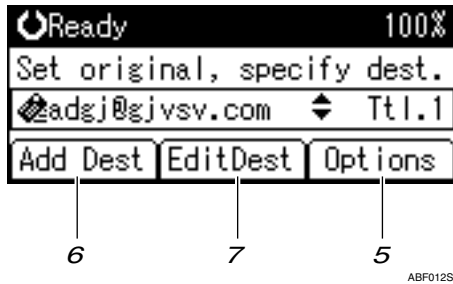 Ready 100%
Set original, specify dest.
adgj@gjvsv.com Ttl.1
Add Dest EditDest Options
6 7 5
ABF012S